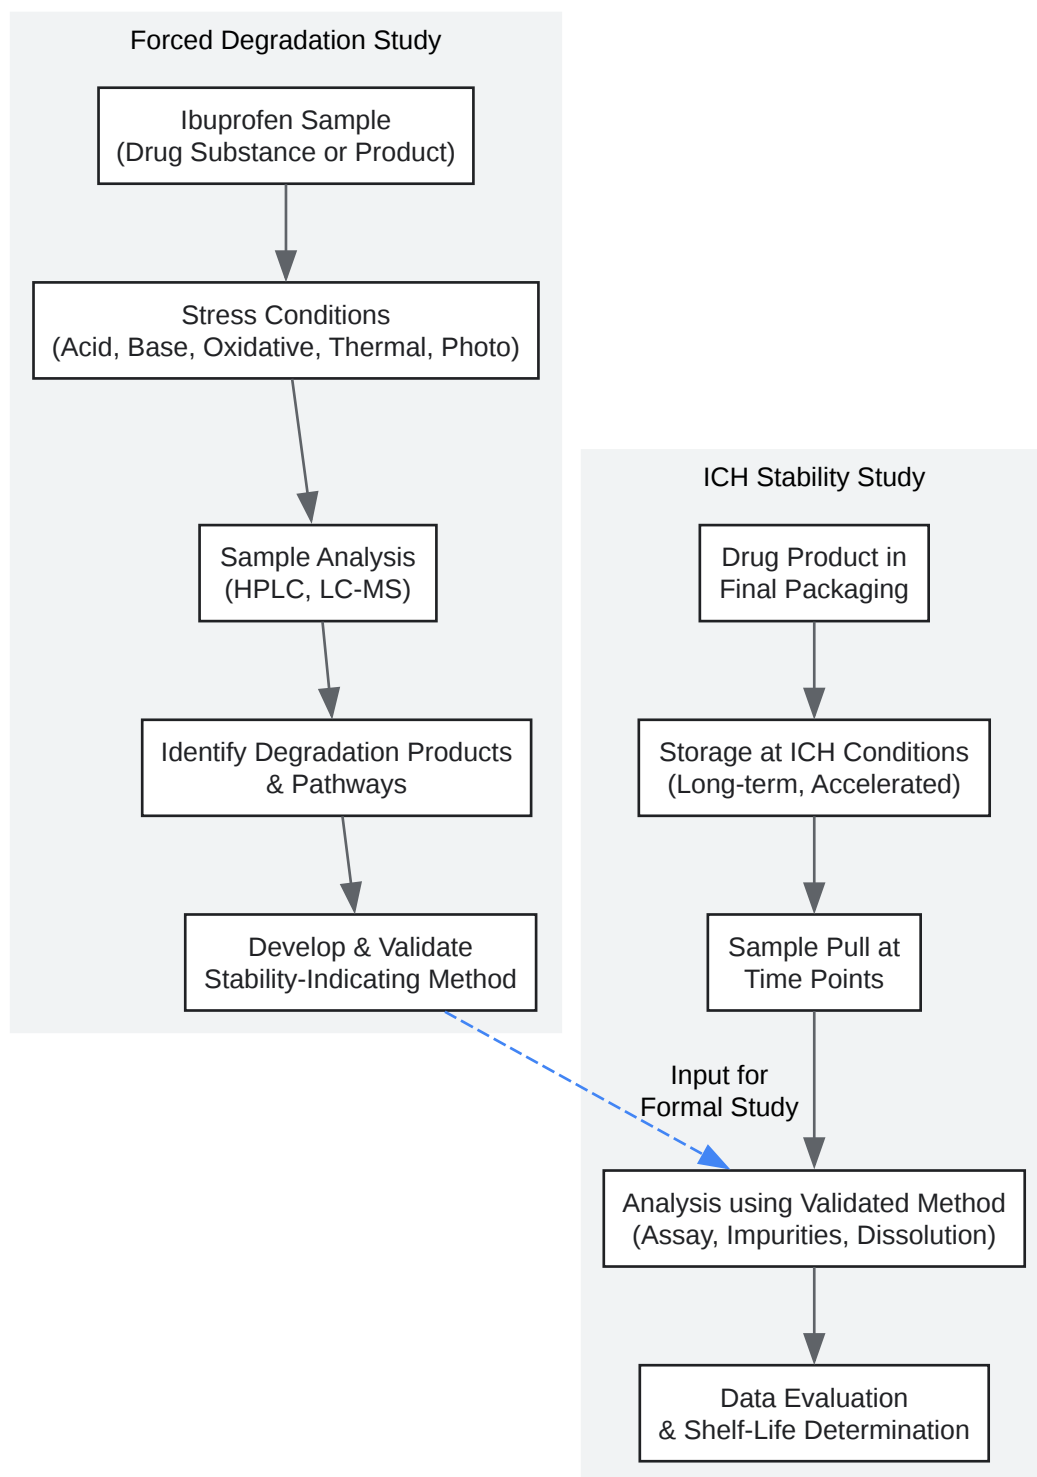 Forced Degradation Study
Ibuprofen Sample
(Drug Substance or Product)
Stress Conditions
(Acid, Base, Oxidative, Thermal, Photo)
Sample Analysis
(HPLC, LC-MS)
Identify Degradation Products
& Pathways
Develop & Validate
Stability-Indicating Method
ICH Stability Study
Drug Product in
Final Packaging
Storage at ICH Conditions
(Long-term, Accelerated)
Sample Pull at
Time Points
Input for
Formal Study
Analysis using Validated Method
(Assay, Impurities, Dissolution)
Data Evaluation
& Shelf-Life Determination